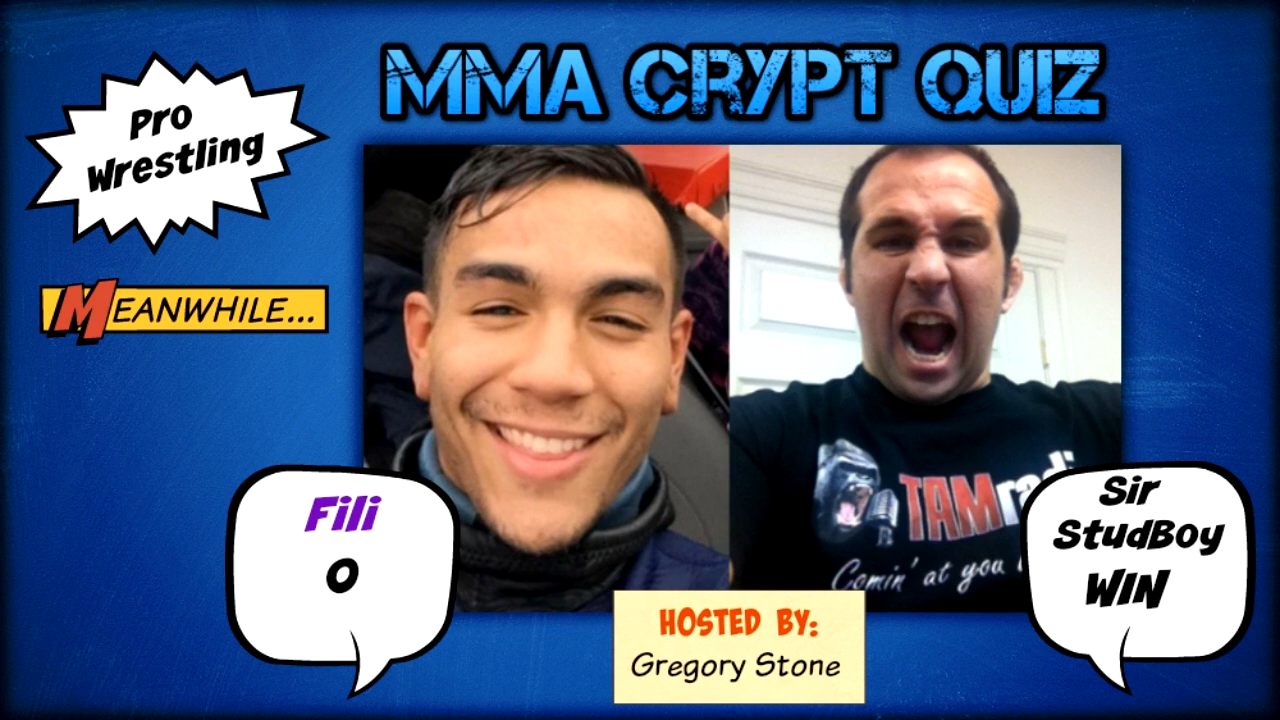 MMA CRYPT QUIZ
Pro
Wrestling
MEANWHILE...
TAMradi
Comin' at you
Fili
0
Sir
StudBoy
WIN
HOSTED BY:
Gregory Stone